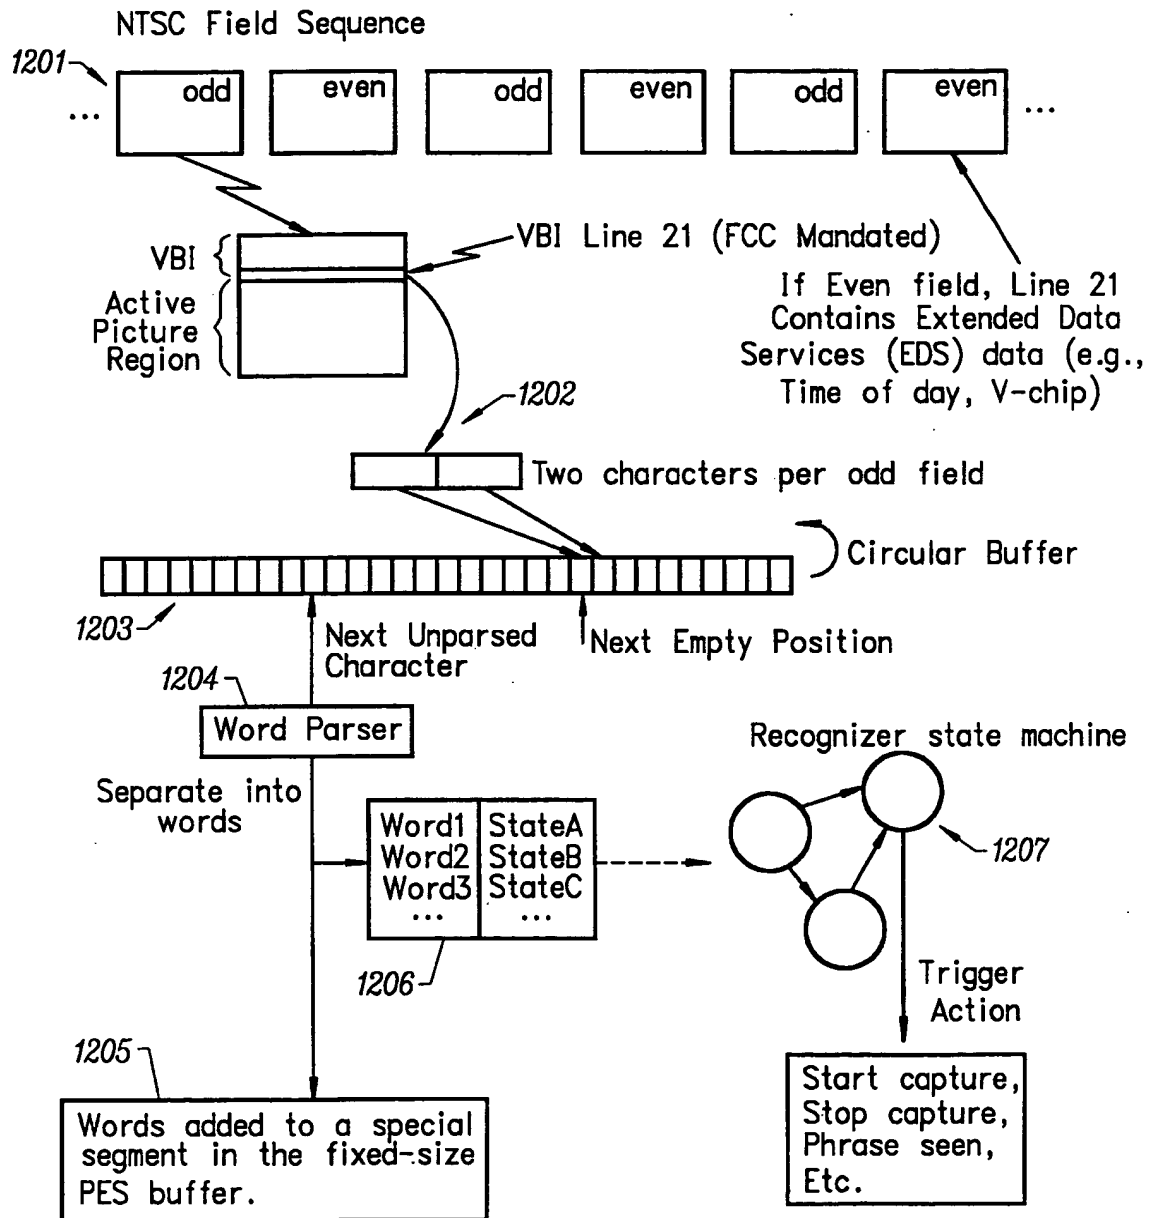 NTSC Field Sequence
1201
... odd even odd even odd even ...
VBI
VBI Line 21 (FCC Mandated)
Active
Picture
Region
If Even field, Line 21
Contains Extended Data
Services (EDS) data (e.g.,
Time of day, V-chip)
1202
Two characters per odd field
Circular Buffer
1203
Next Unparsed
Character
Next Empty Position
1204
Word Parser
Separate into
words
Word1 StateA
Word2 StateB
Word3 StateC
... ...
1206
Recognizer state machine
1207
Trigger
Action
1205
Words added to a special
segment in the fixed-size
PES buffer.
Start capture,
Stop capture,
Phrase seen,
Etc.